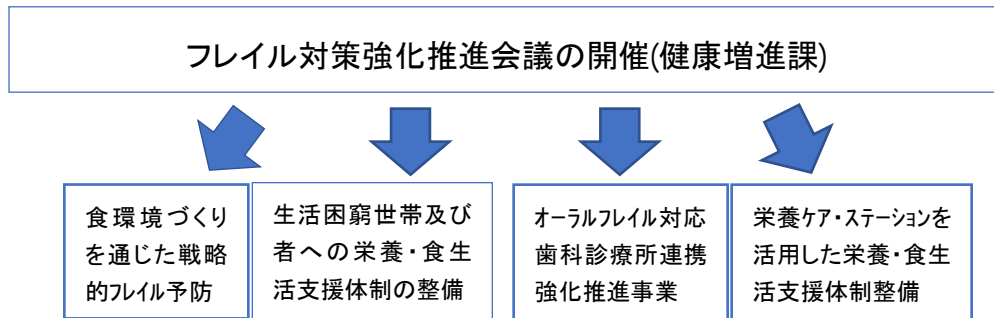 フレイル対策強化推進会議の開催(健康増進課)
食環境づくり
を通じた戦略
的フレイル予防
生活困窮世帯及び
者への栄養・食生
活支援体制の整備
オーラルフレイル対応
歯科診療所連携
強化推進事業
栄養ケア・ステーションを
活用した栄養・食生
活支援体制整備